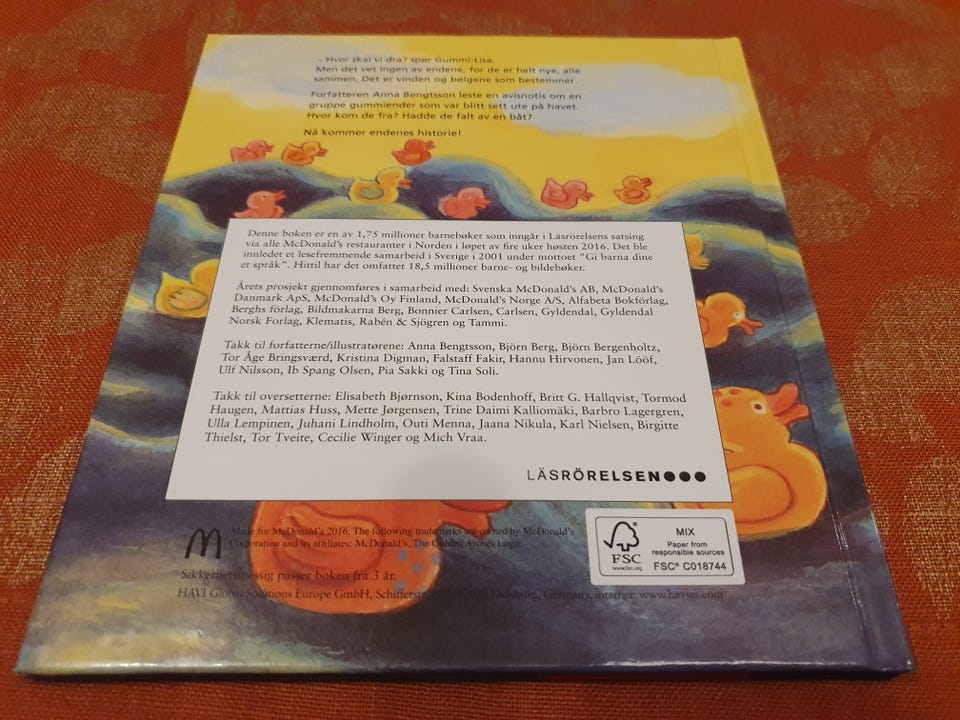 – Hvor skal vi dra? spør Gummi-Lisa.
Men det vet ingen av endene, for de er helt nye, alle
sammen. Det er vinden og bølgene som bestemmer.
Forfatteren Anna Bengtsson leste en avisnotis om en
gruppe gummiender som var blitt sett ute på havet.
Hvor kom de fra? Hadde de falt av en båt?
Nå kommer endenes historie!
Denne boken er en av 1,75 millioner barnebøker som inngår i Läsrörelsens satsing
via alle McDonald's restauranter i Norden i løpet av fire uker høsten 2016. Det ble
innledet et lesefremmende samarbeid i Sverige i 2001 under mottoet "Gi barna dine
et språk". Hittil har det omfattet 18,5 millioner barne- og bildebøker.
Årets prosjekt gjennomføres i samarbeid med: Svenska McDonald's AB, McDonald's
Danmark ApS, McDonald's Oy Finland, McDonald's Norge A/S, Alfabeta Bokförlag,
Berghs förlag, Bildmakarna Berg, Bonnier Carlsen, Carlsen, Gyldendal, Gyldendal
Norsk Forlag, Klematis, Rabén & Sjögren og Tammi.
Takk til forfatterne/illustratørene: Anna Bengtsson, Björn Berg, Björn Bergenholtz,
Tor Åge Bringsværd, Kristina Digman, Falstaff Fakir, Hannu Hirvonen, Jan Lööf,
Ulf Nilsson, Ib Spang Olsen, Pia Sakki og Tina Soli.
Takk til oversetterne: Elisabeth Bjørnson, Kina Bodenhoff, Britt G. Hallqvist, Tormod
Haugen, Mattias Huss, Mette Jørgensen, Trine Daimi Kalliomäki, Barbro Lagergren,
Ulla Lempinen, Juhani Lindholm, Outi Menna, Jaana Nikula, Karl Nielsen, Birgitte
Thielst, Tor Tveite, Cecilie Winger og Mich Vraa.
LÄSRÖRELSEN
Made for McDonald's 2016. The following trademarks are owned by McDonald's
Corporation and its affiliates: McDonald's, The Golden Arches Logo.
Sikkerhetsmessig passer boken fra 3 år.
HAVI Global Solutions Europe GmbH, Duisburg, Germany, internet: www.havigs.com
FSC
www.fsc.org
MIX
Paper from
responsible sources
FSC® C018744